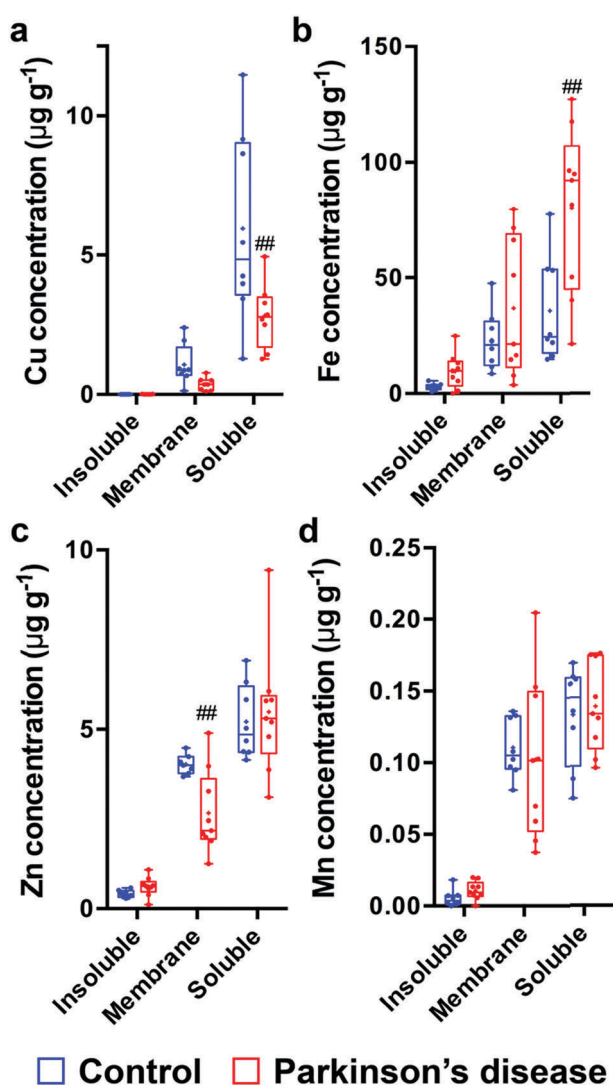 a
Cu concentration (µg g⁻¹)
10
5
0
##
Insoluble
Membrane
Soluble
b
Fe concentration (µg g⁻¹)
150
100
50
0
##
Insoluble
Membrane
Soluble
c
Zn concentration (µg g⁻¹)
10
5
0
##
Insoluble
Membrane
Soluble
d
Mn concentration (µg g⁻¹)
0.25
0.20
0.15
0.10
0.05
0.00
Insoluble
Membrane
Soluble
Control
Parkinson's disease